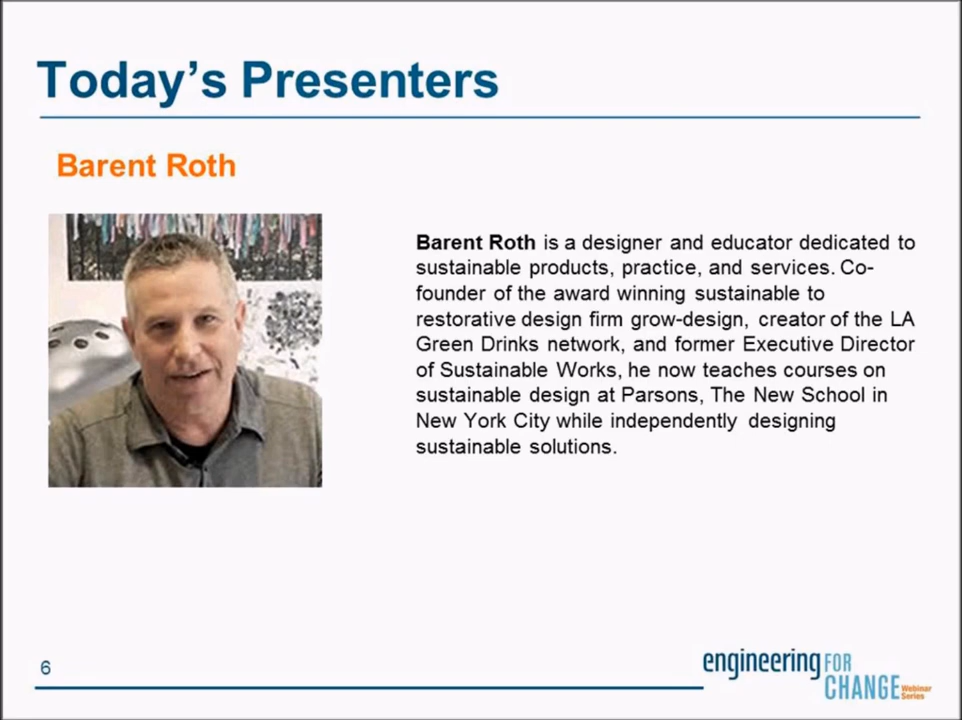 Today's Presenters
Barent Roth
Barent Roth is a designer and educator dedicated to
sustainable products, practice, and services. Co-
founder of the award winning sustainable to
restorative design firm grow-design, creator of the LA
Green Drinks network, and former Executive Director
of Sustainable Works, he now teaches courses on
sustainable design at Parsons, The New School in
New York City while independently designing
sustainable solutions.
6
engineering FOR
CHANGE Webinar
Series